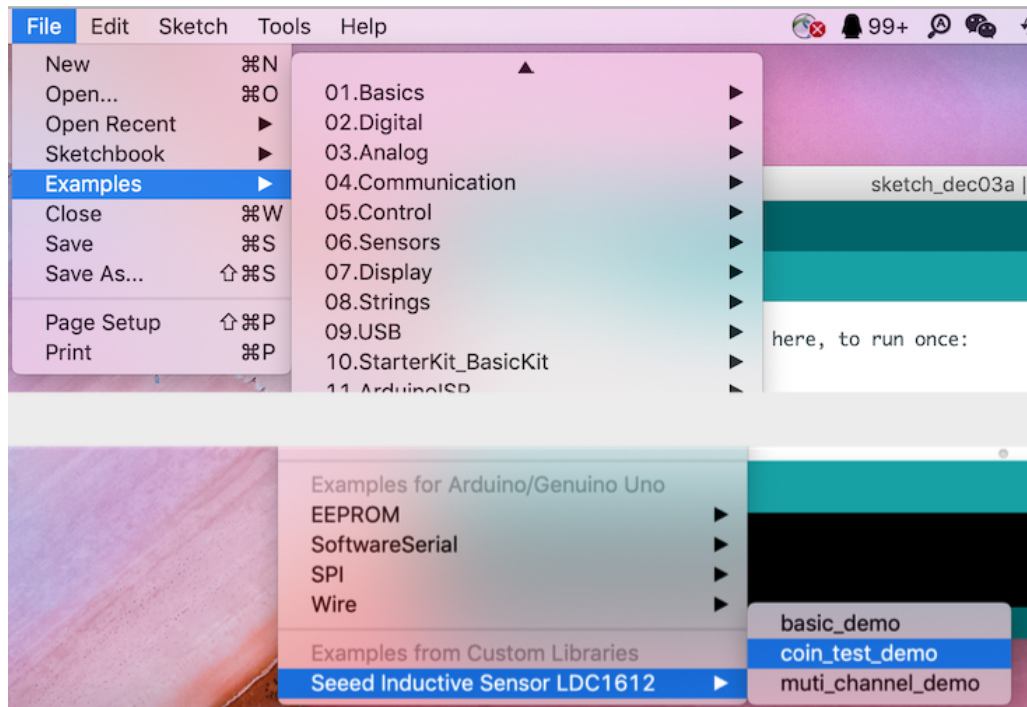 File Edit Sketch Tools Help 99+
New ⌘N
Open... ⌘O
Open Recent ▶
Sketchbook ▶
Examples ▶
Close ⌘W
Save ⌘S
Save As... ⇧⌘S
Page Setup ⇧⌘P
Print ⌘P
01.Basics ▶
02.Digital ▶
03.Analog ▶
04.Communication ▶
05.Control ▶
06.Sensors ▶
07.Display ▶
08.Strings ▶
09.USB ▶
10.StarterKit_BasicKit ▶
11.ArduinoISP ▶
sketch_dec03a |
here, to run once:
Examples for Arduino/Genuino Uno
EEPROM ▶
SoftwareSerial ▶
SPI ▶
Wire ▶
Examples from Custom Libraries
Seeed Inductive Sensor LDC1612 ▶
basic_demo
coin_test_demo
muti_channel_demo